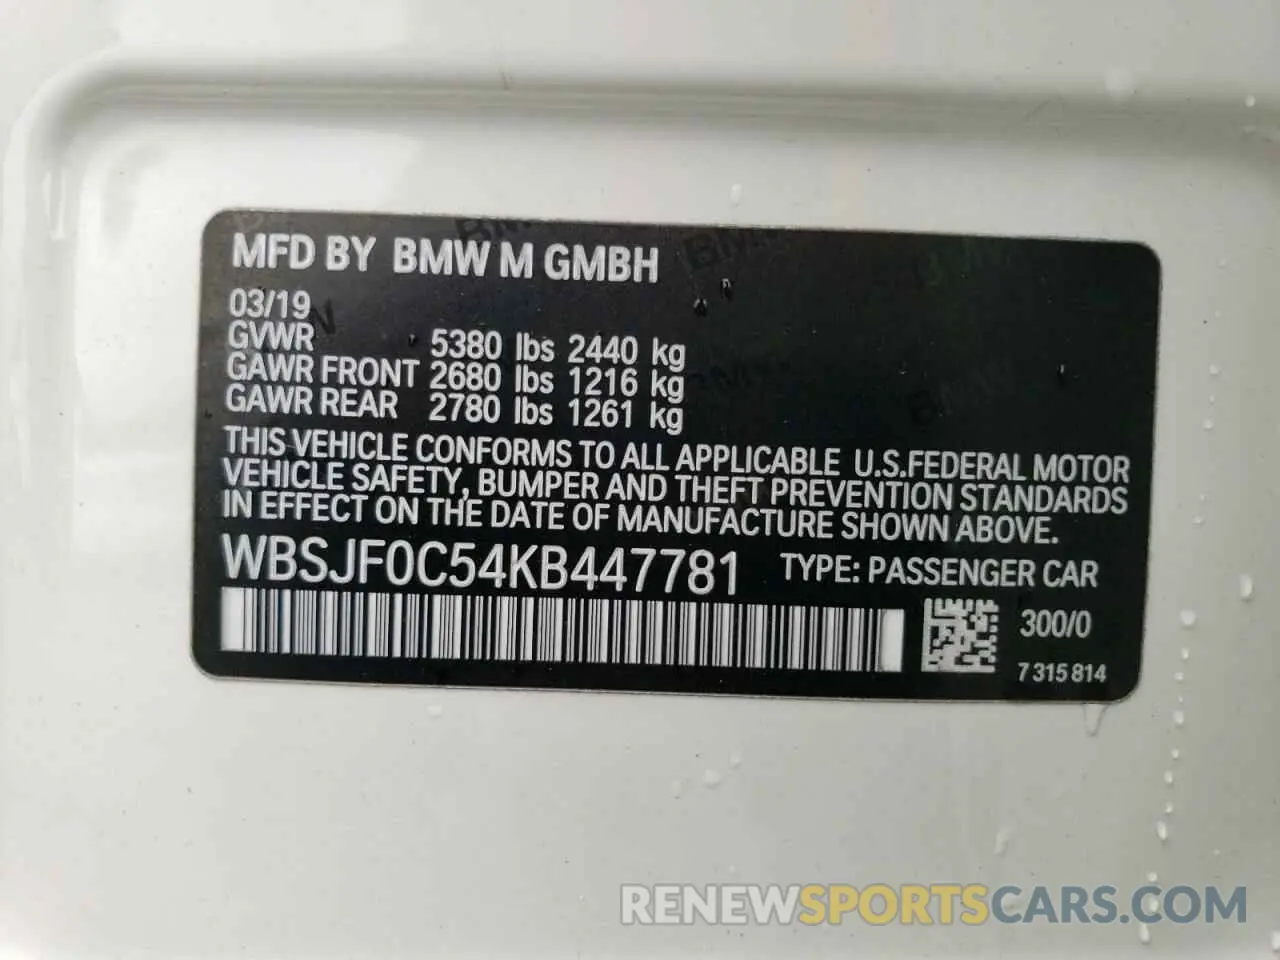 MFD BY BMW M GMBH
03/19
GVWR 5380 lbs 2440 kg
GAWR FRONT 2680 lbs 1216 kg
GAWR REAR 2780 lbs 1261 kg
THIS VEHICLE CONFORMS TO ALL APPLICABLE U.S.FEDERAL MOTOR
VEHICLE SAFETY, BUMPER AND THEFT PREVENTION STANDARDS
IN EFFECT ON THE DATE OF MANUFACTURE SHOWN ABOVE.
WBSJF0C54KB447781 TYPE: PASSENGER CAR
300/0
7 315 814
RENEWSPORTSCARS.COM